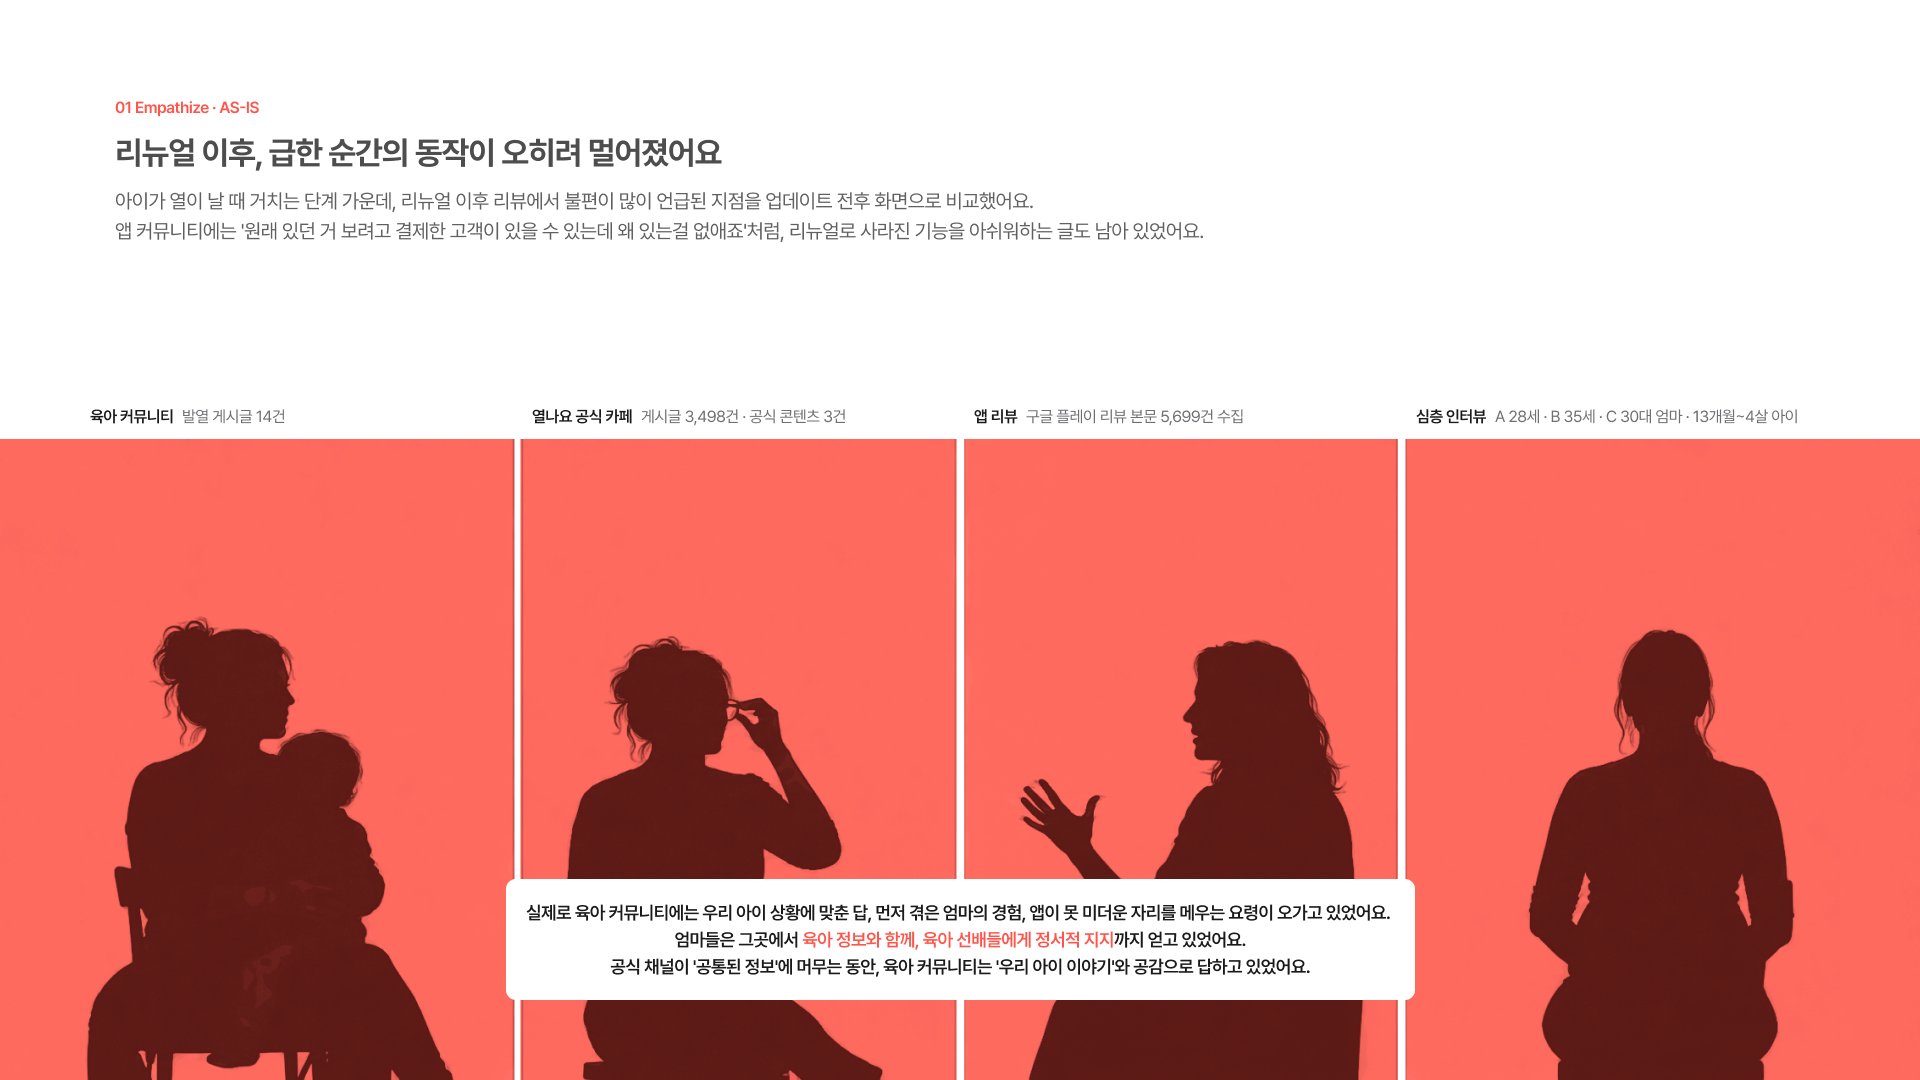 01 Empathize · AS-IS
리뉴얼 이후, 급한 순간의 동작이 오히려 멀어졌어요
아이가 열이 날 때 거치는 단계 가운데, 리뉴얼 이후 리뷰에서 불편이 많이 언급된 지점을 업데이트 전후 화면으로 비교했어요.
앱 커뮤니티에는 '원래 있던 거 보려고 결제한 고객이 있을 수 있는데 왜 있는걸 없애죠'처럼, 리뉴얼로 사라진 기능을 아쉬워하는 글도 남아 있었어요.
육아 커뮤니티 발열 게시글 14건
열나요 공식 카페 게시글 3,498건 · 공식 콘텐츠 3건
앱 리뷰 구글 플레이 리뷰 본문 5,699건 수집
심층 인터뷰 A 28세 · B 35세 · C 30대 엄마 · 13개월~4살 아이
실제로 육아 커뮤니티에는 우리 아이 상황에 맞춘 답, 먼저 겪은 엄마의 경험, 앱이 못 미더운 자리를 메우는 요령이 오가고 있었어요.
엄마들은 그곳에서 육아 정보와 함께, 육아 선배들에게 정서적 지지까지 얻고 있었어요.
공식 채널이 '공통된 정보'에 머무는 동안, 육아 커뮤니티는 '우리 아이 이야기'와 공감으로 답하고 있었어요.